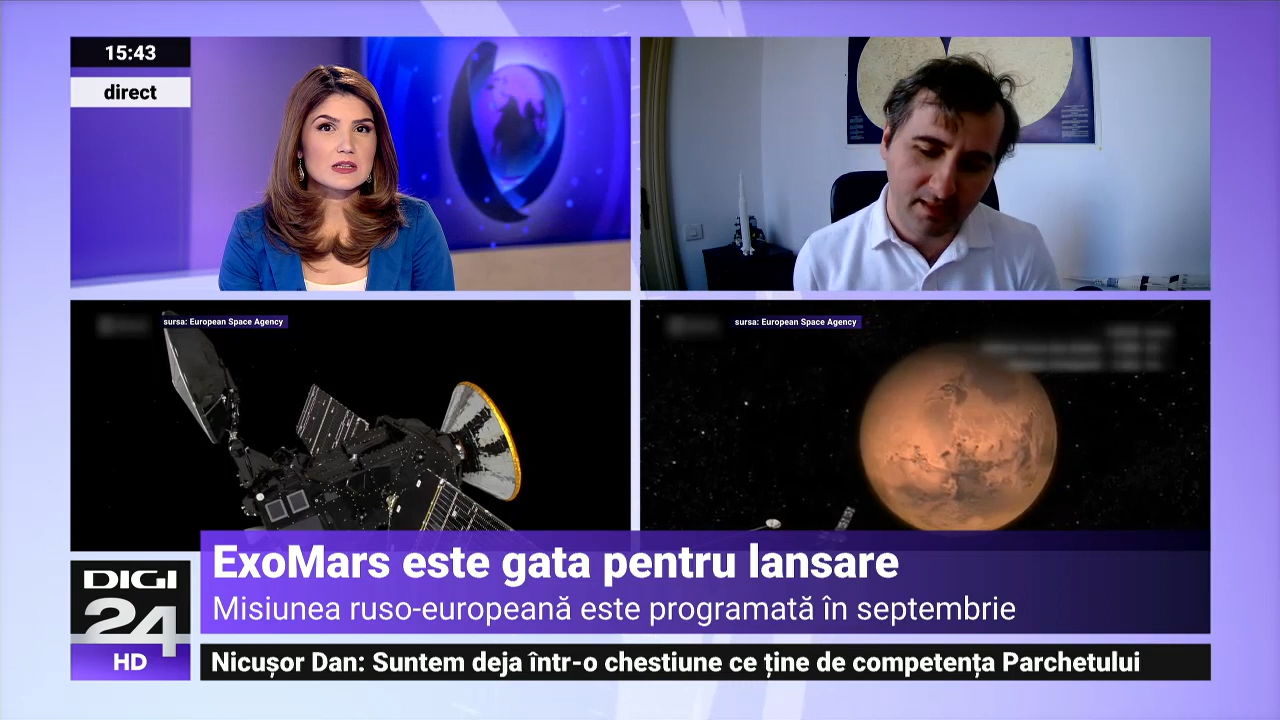 15:43
direct
sursa: European Space Agency
sursa: European Space Agency
ExoMars este gata pentru lansare
Misiunea ruso-europeană este programată în septembrie
DIGI
24
HD
Nicușor Dan: Suntem deja într-o chestiune ce ține de competența Parchetului